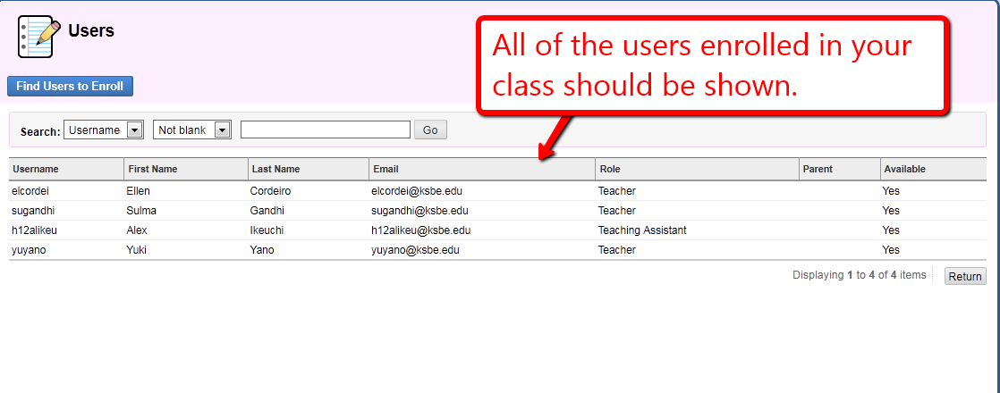 Users
All of the users enrolled in your
class should be shown.
Find Users to Enroll
Search: Username Not blank Go
Username First Name Last Name Email Role Parent Available
elcordei Ellen Cordeiro elcordei@ksbe.edu Teacher Yes
sugandhi Sulma Gandhi sugandhi@ksbe.edu Teacher Yes
h12alikeu Alex Ikeuchi h12alikeu@ksbe.edu Teaching Assistant Yes
yuyano Yuki Yano yuyano@ksbe.edu Teacher Yes
Displaying 1 to 4 of 4 items Return